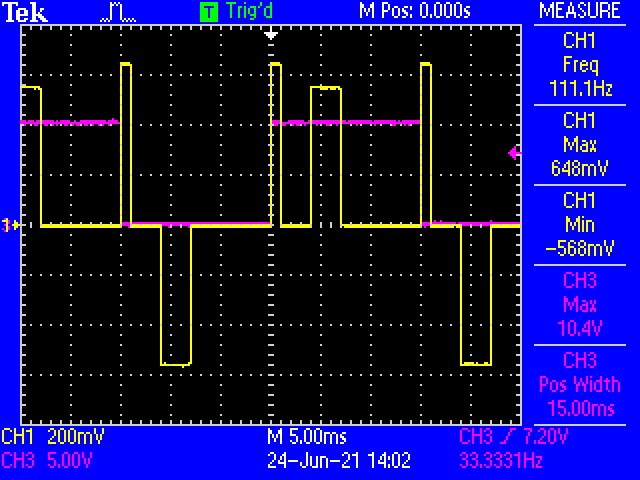 Tek T Trig'd M Pos: 0.000s MEASURE
CH1
Freq
111.1Hz
CH1
Max
648mV
CH1
Min
-568mV
CH3
Max
10.4V
CH3
Pos Width
15.00ms
CH1 200mV M 5.00ms CH3 7.20V
CH3 5.00V 24-Jun-21 14:02 33.3331Hz